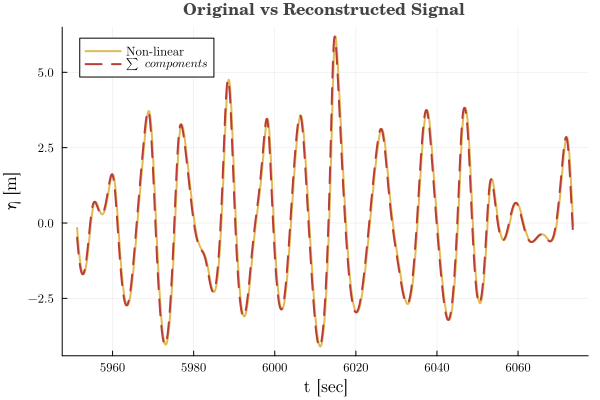 Original vs Reconstructed Signal
Non-linear
∑ components
η [m]
5.0
2.5
0.0
−2.5
5960 5980 6000 6020 6040 6060
t [sec]